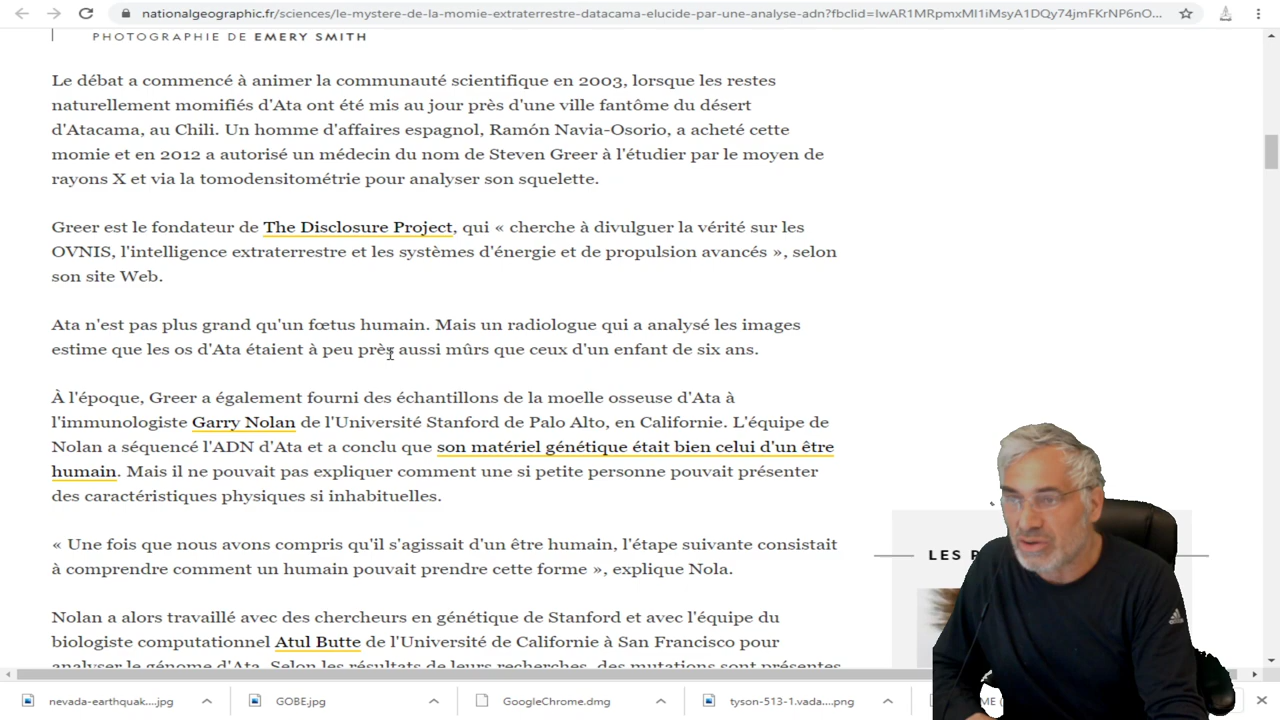 nationalgeographic.fr/sciences/le-mystere-de-la-momie-extraterrestre-datacama-elucide-par-une-analyse-adn?fbclid=IwAR1MRpmxMI1iMsyA1DQy74jmFKrNP6nO...
PHOTOGRAPHIE DE EMERY SMITH
Le débat a commencé à animer la communauté scientifique en 2003, lorsque les restes
naturellement momifiés d'Ata ont été mis au jour près d'une ville fantôme du désert
d'Atacama, au Chili. Un homme d'affaires espagnol, Ramón Navia-Osorio, a acheté cette
momie et en 2012 a autorisé un médecin du nom de Steven Greer à l'étudier par le moyen de
rayons X et via la tomodensitométrie pour analyser son squelette.
Greer est le fondateur de The Disclosure Project, qui « cherche à divulguer la vérité sur les
OVNIS, l'intelligence extraterrestre et les systèmes d'énergie et de propulsion avancés », selon
son site Web.
Ata n'est pas plus grand qu'un fœtus humain. Mais un radiologue qui a analysé les images
estime que les os d'Ata étaient à peu près aussi mûrs que ceux d'un enfant de six ans.
À l'époque, Greer a également fourni des échantillons de la moelle osseuse d'Ata à
l'immunologiste Garry Nolan de l'Université Stanford de Palo Alto, en Californie. L'équipe de
Nolan a séquencé l'ADN d'Ata et a conclu que son matériel génétique était bien celui d'un être
humain. Mais il ne pouvait pas expliquer comment une si petite personne pouvait présenter
des caractéristiques physiques si inhabituelles.
« Une fois que nous avons compris qu'il s'agissait d'un être humain, l'étape suivante consistait
à comprendre comment un humain pouvait prendre cette forme », explique Nola.
Nolan a alors travaillé avec des chercheurs en génétique de Stanford et avec l'équipe du
biologiste computationnel Atul Butte de l'Université de Californie à San Francisco pour
analyser le génome d'Ata. Selon les résultats de leurs recherches, des mutations sont présentes
LES
nevada-earthquak....jpg
GOBE.jpg
GoogleChrome.dmg
tyson-513-1.vada....png